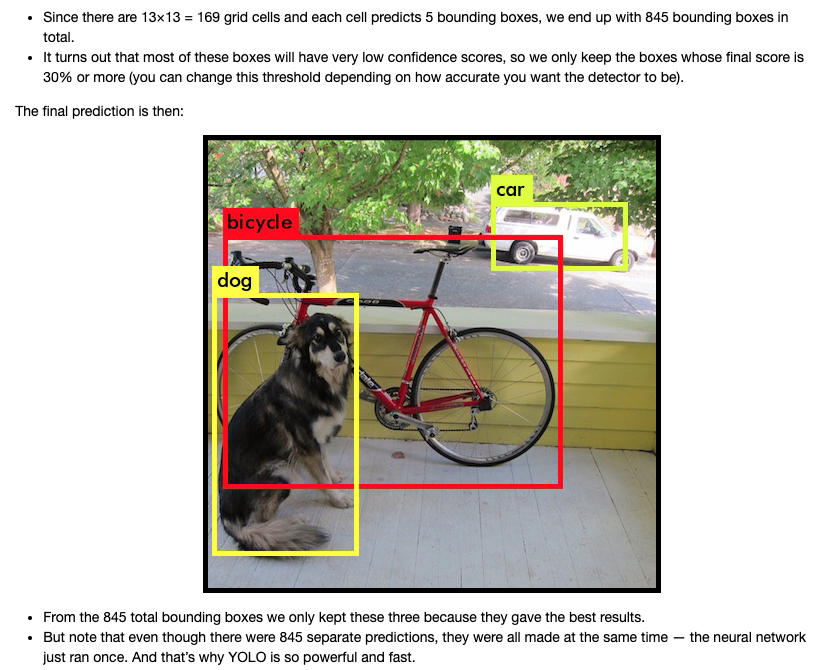 • Since there are 13×13 = 169 grid cells and each cell predicts 5 bounding boxes, we end up with 845 bounding boxes in
total.
• It turns out that most of these boxes will have very low confidence scores, so we only keep the boxes whose final score is
30% or more (you can change this threshold depending on how accurate you want the detector to be).
The final prediction is then:
car
bicycle
dog
• From the 845 total bounding boxes we only kept these three because they gave the best results.
• But note that even though there were 845 separate predictions, they were all made at the same time — the neural network
just ran once. And that’s why YOLO is so powerful and fast.